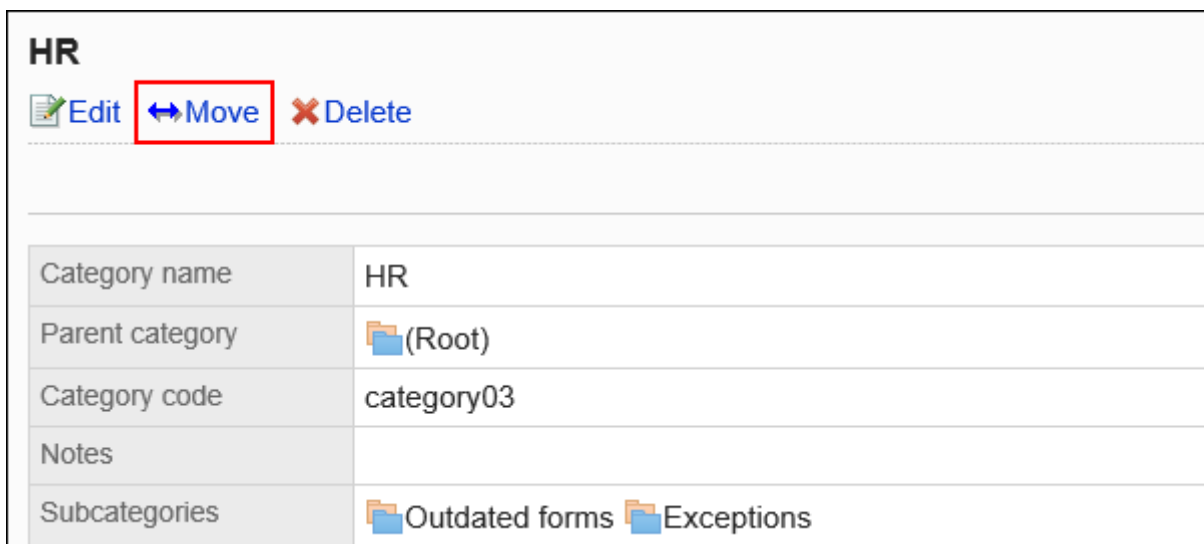 HR
Edit Move Delete
Category name HR
Parent category (Root)
Category code category03
Notes
Subcategories Outdated forms Exceptions